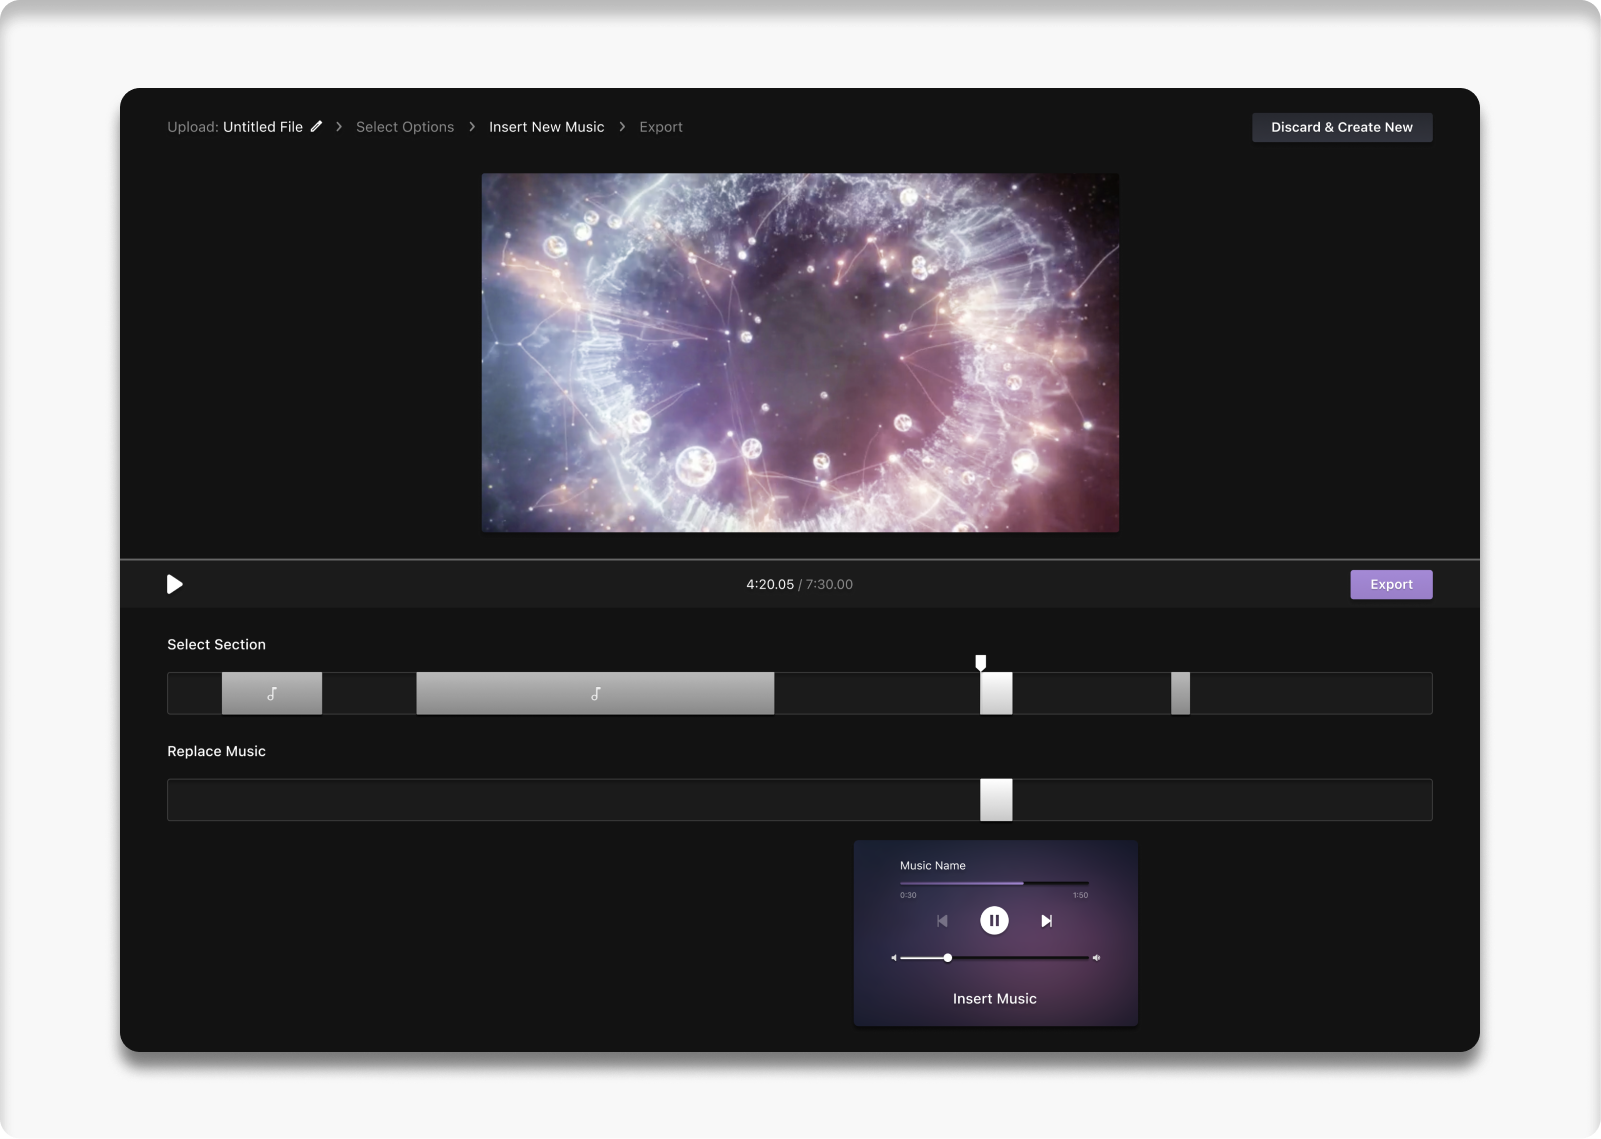 Upload: Untitled File > Select Options > Insert New Music > Export
Discard & Create New
4:20.05 / 7:30.00
Export
Select Section
Replace Music
Music Name
0:30 1:50
Insert Music